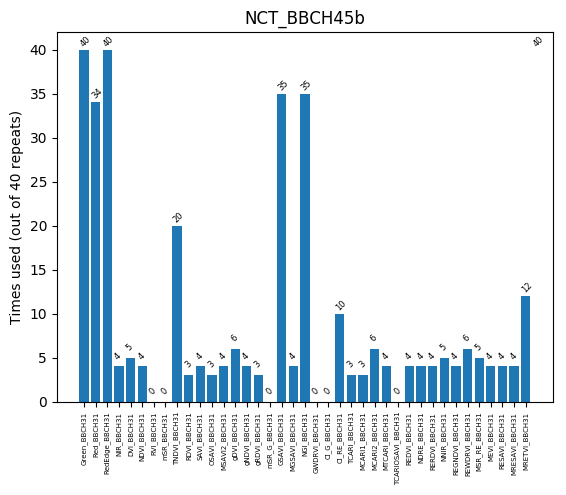 NCT_BBCH45b
Times used (out of 40 repeats)
40
35
30
25
20
15
10
5
0
40
34
40
4
5
4
0
0
20
3
4
3
4
6
4
3
0
35
4
35
0
0
10
3
3
6
4
0
4
4
4
5
4
6
5
4
4
4
12
40
Green_BBCH31
Red_BBCH31
RedEdge_BBCH31
NIR_BBCH31
DVI_BBCH31
NDVI_BBCH31
RVI_BBCH31
mSR_BBCH31
TNDVI_BBCH31
RDVI_BBCH31
SAVI_BBCH31
OSAVI_BBCH31
MSAVI2_BBCH31
gDVI_BBCH31
gNDVI_BBCH31
gRDVI_BBCH31
mSR_G_BBCH31
GSAVI_BBCH31
MGSAVI_BBCH31
NGI_BBCH31
GWDRVI_BBCH31
CI_G_BBCH31
CI_RE_BBCH31
TCARI_BBCH31
MCARI1_BBCH31
MCARI2_BBCH31
MTCARI_BBCH31
TCARIOSAVI_BBCH31
REDVI_BBCH31
NDRE_BBCH31
RERDVI_BBCH31
NNIR_BBCH31
REGNDVI_BBCH31
REWDRVI_BBCH31
MSR_RE_BBCH31
MEVI_BBCH31
RESAVI_BBCH31
MRESAVI_BBCH31
MRETVI_BBCH31